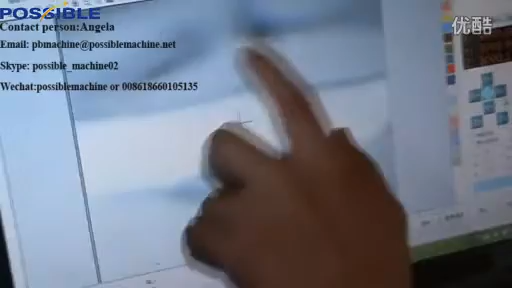 POSSIBLE
Contact person:Angela
Email: pbmachine@possiblemachine.net
Skype: possible_machine02
Wechat:possiblemachine or 008618660105135
优酷